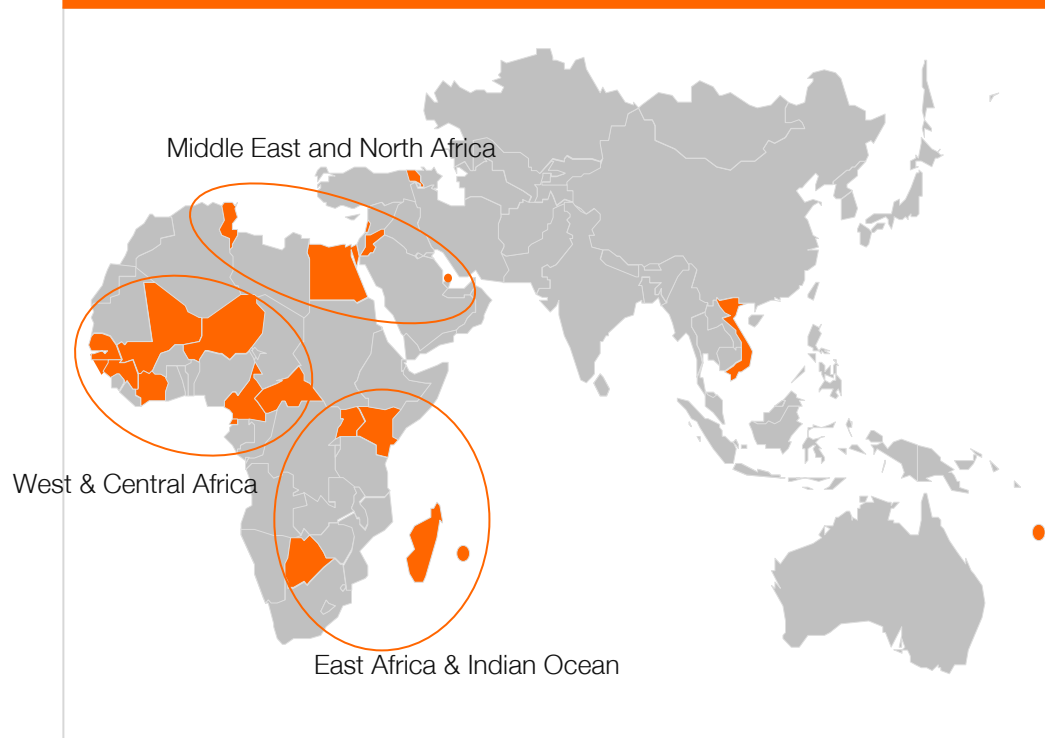 Middle East and North Africa
West & Central Africa
East Africa & Indian Ocean